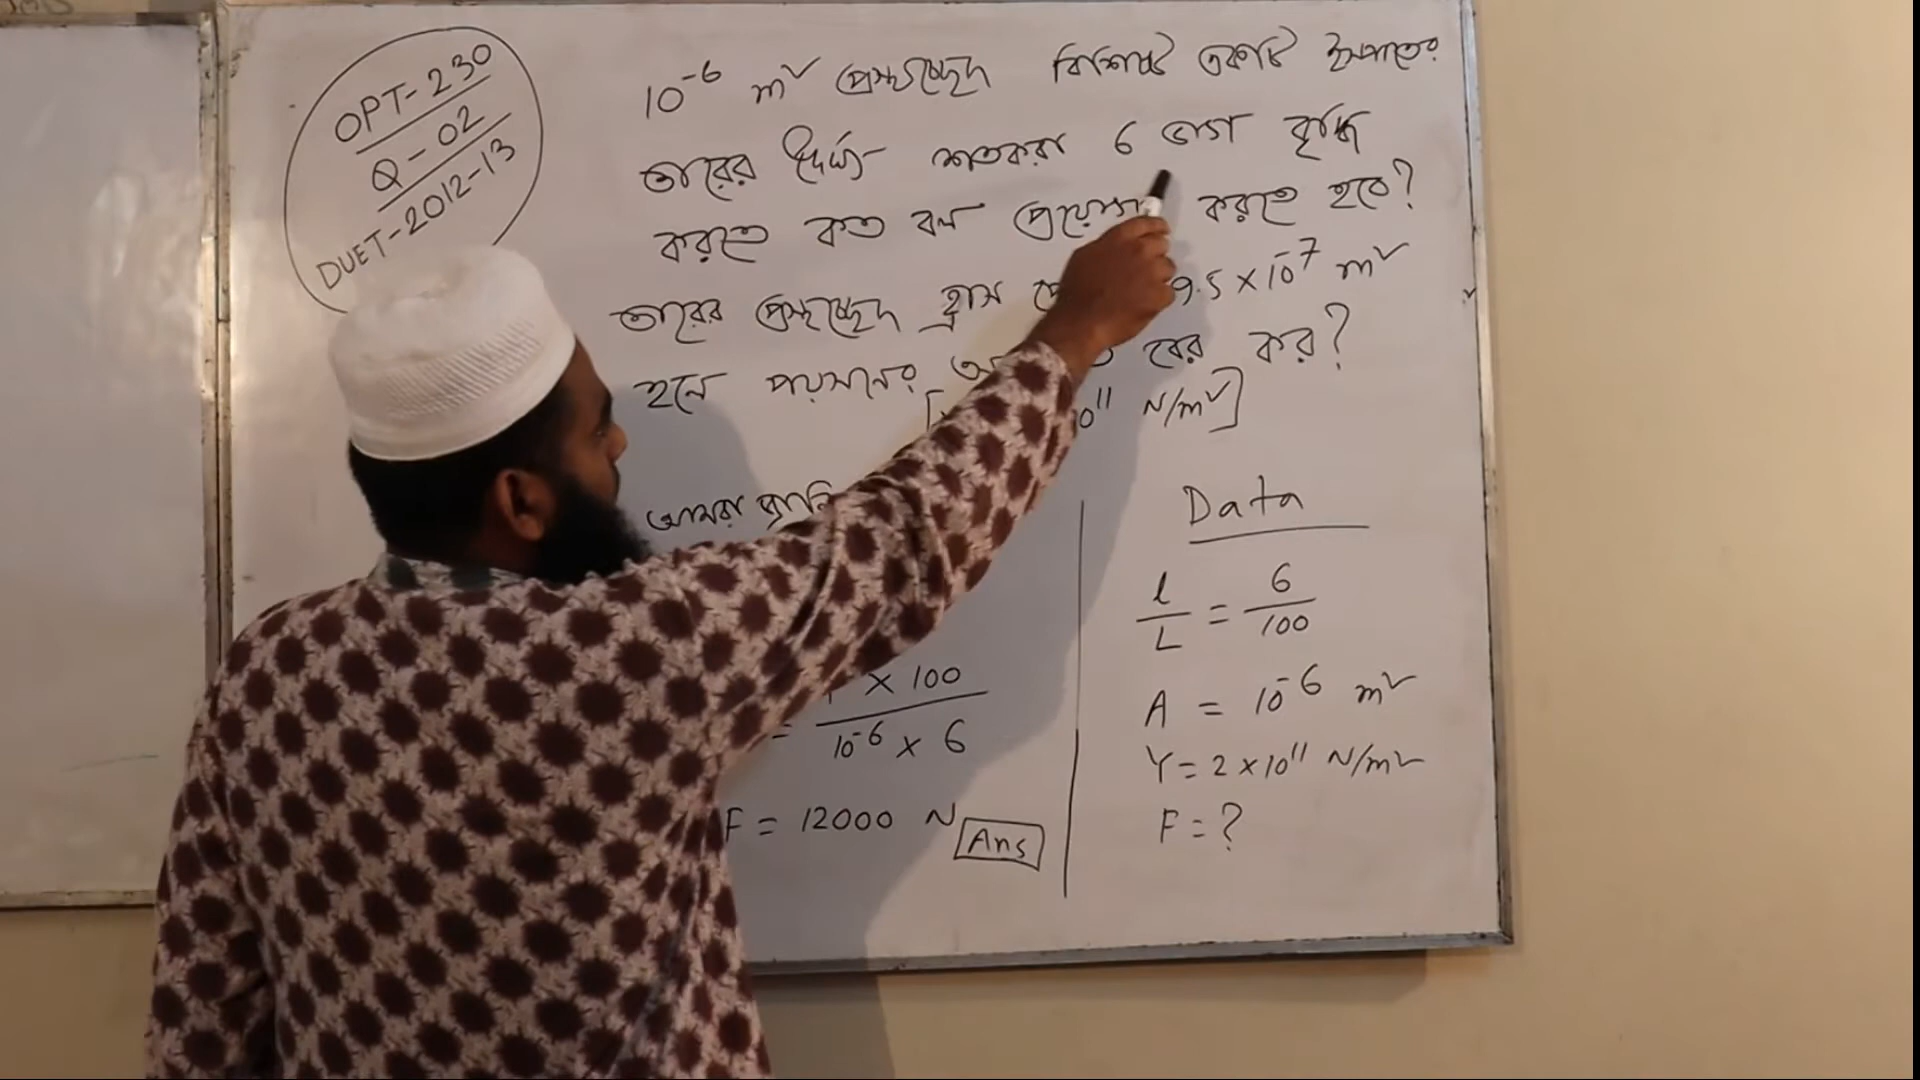 OPT-230
Q-02
DUET-2012-13
10⁻⁶ m² প্রস্থচ্ছেদ বিশিষ্ট একটি ইস্পাতের
তারের দৈর্ঘ্য শতকরা 6 ভাগ বৃদ্ধি
করতে কত বল প্রয়োগ করতে হবে?
তারের প্রস্থচ্ছেদ হ্রাস 9.5 × 10⁻⁷ m²
হলে পয়সনের বের কর?
[ 11 N/m²]
আমরা জানি
× 100
= 10⁻⁶ × 6
F = 12000 N Ans
Data
l/L = 6/100
A = 10⁻⁶ m²
Y = 2 × 10¹¹ N/m²
F = ?